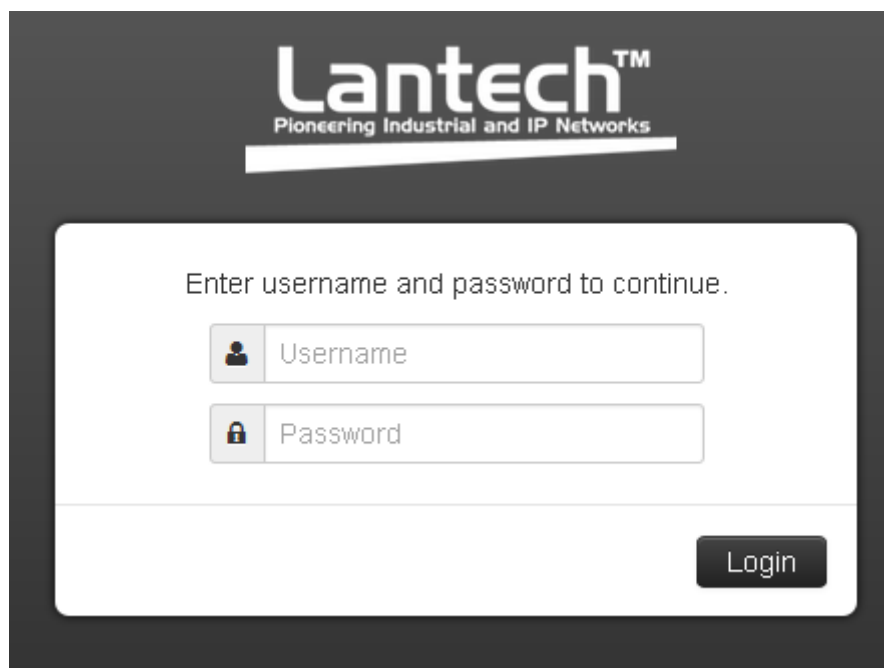 Lantech™
Pioneering Industrial and IP Networks
Enter username and password to continue.
Username
Password
Login